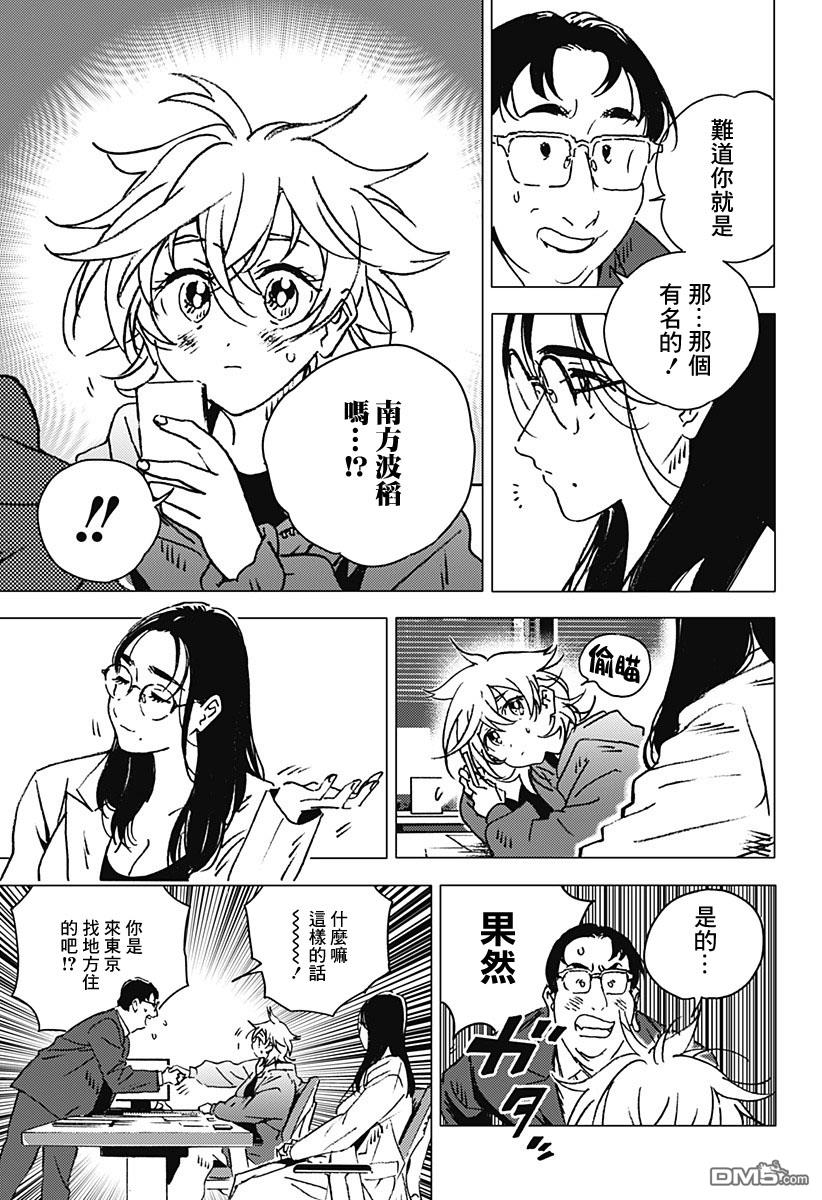 難道你就是
那…那個
有名的，
南方波稻
嗎…!?
!!
偷瞄
是的…
果然
ガタッ
什麼嘛
這樣的話
～～～～！
你是
來東京
找地方住
的吧!?
DM5.com